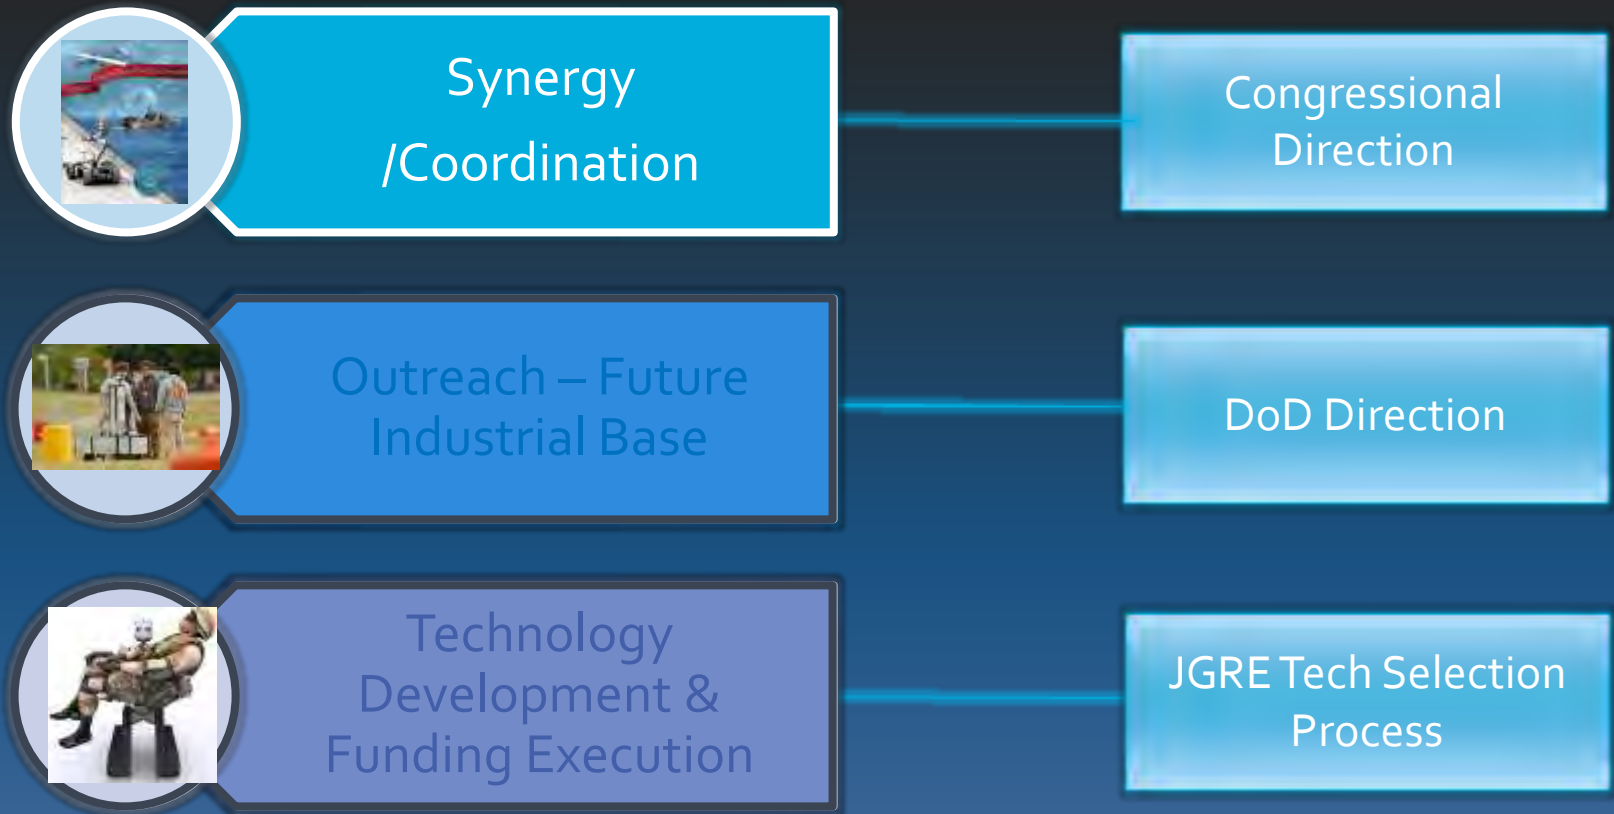 Synergy
/Coordination
Congressional
Direction
Outreach – Future
Industrial Base
DoD Direction
Technology
Development &
Funding Execution
JGRE Tech Selection
Process